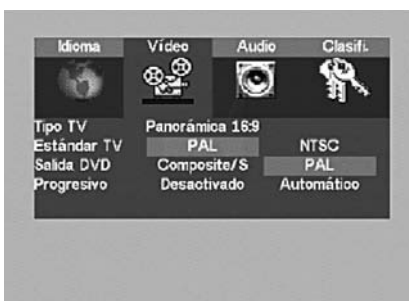 Idioma Vídeo Audio Clasifi.
Tipo TV Panorámica 16:9
Estándar TV PAL NTSC
Salida DVD Composite/S PAL
Progresivo Desactivado Automático